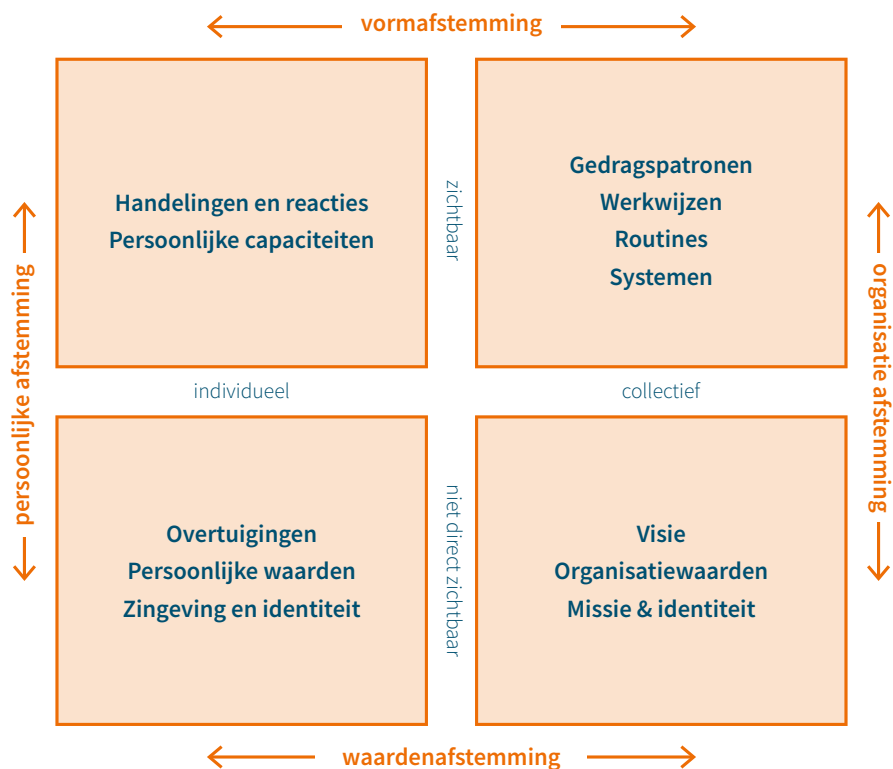 vormafstemming
Handelingen en reacties
Persoonlijke capaciteiten
zichtbaar
Gedragspatronen
Werkwijzen
Routines
Systemen
persoonlijke afstemming
organisatie afstemming
individueel
collectief
Overtuigingen
Persoonlijke waarden
Zingeving en identiteit
niet direct zichtbaar
Visie
Organisatiewaarden
Missie & identiteit
waardenafstemming